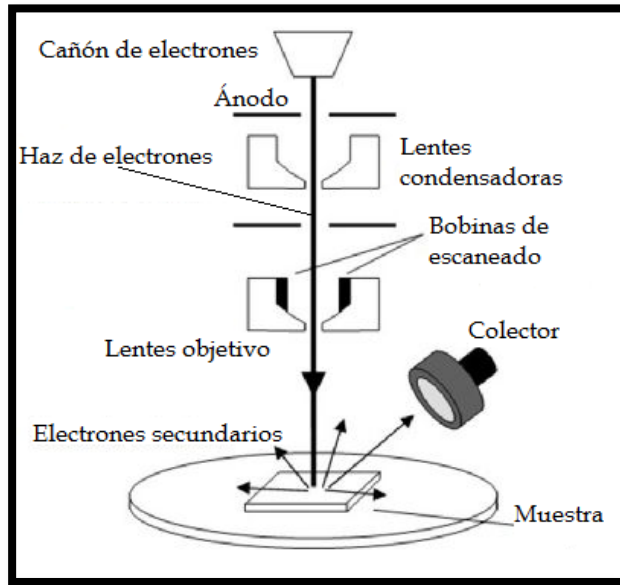 Cañón de electrones
Ánodo
Haz de electrones
Lentes
condensadoras
Bobinas de
escaneado
Colector
Lentes objetivo
Electrones secundarios
Muestra